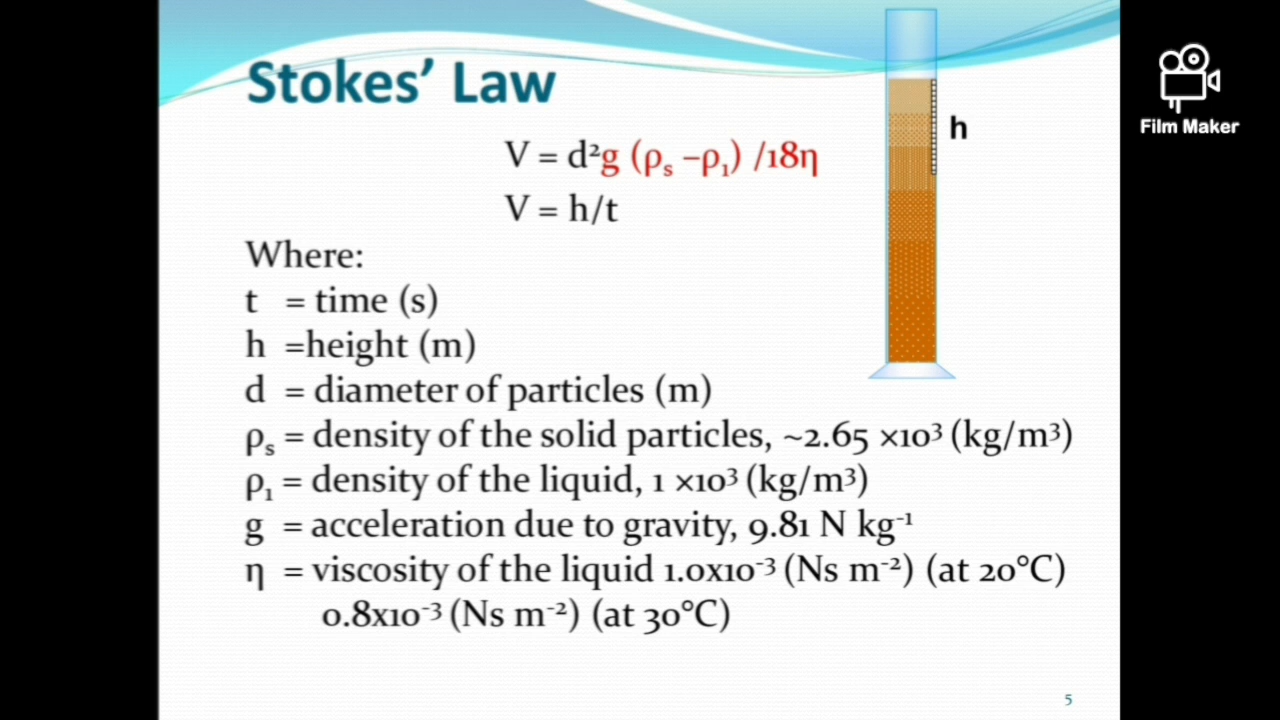 Stokes’ Law
V = d²g (ρₛ –ρ₁) /18η
V = h/t
h
Film Maker
Where:
t = time (s)
h =height (m)
d = diameter of particles (m)
ρₛ = density of the solid particles, ~2.65 ×10³ (kg/m³)
ρ₁ = density of the liquid, 1 ×10³ (kg/m³)
g = acceleration due to gravity, 9.81 N kg⁻¹
η = viscosity of the liquid 1.0x10⁻³ (Ns m⁻²) (at 20°C)
0.8x10⁻³ (Ns m⁻²) (at 30°C)
5